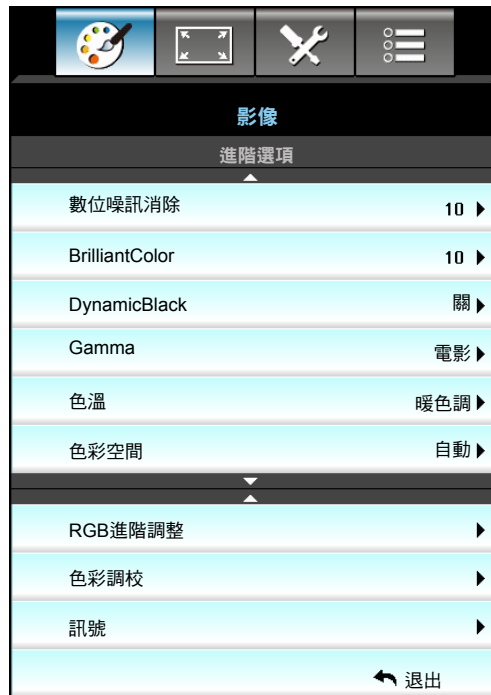 影像
進階選項
數位噪訊消除 10
BrilliantColor 10
DynamicBlack 關
Gamma 電影
色溫 暖色調
色彩空間 自動
RGB進階調整
色彩調校
訊號
退出